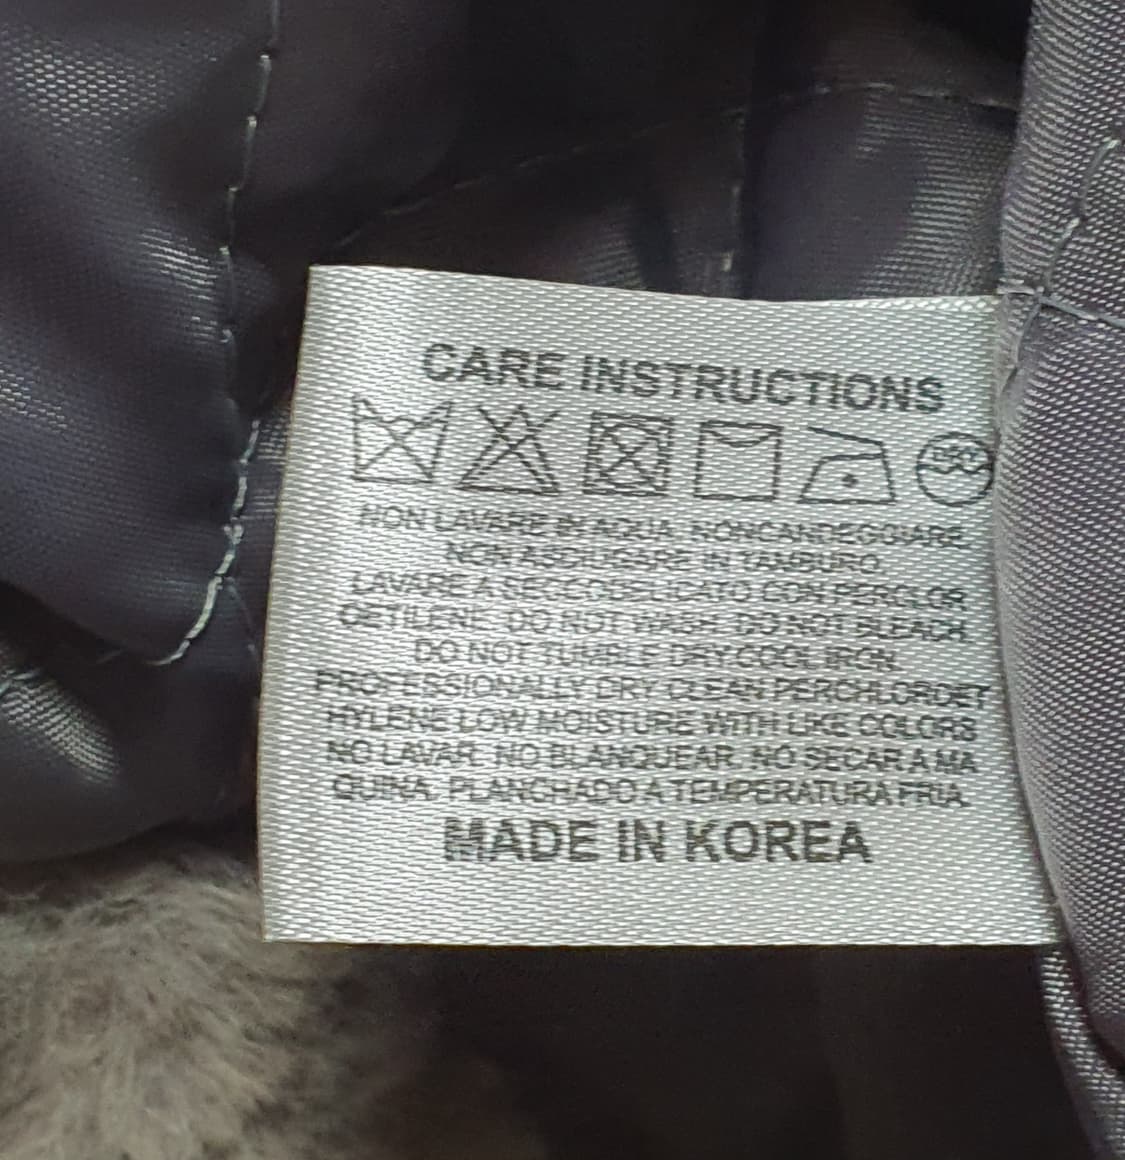 CARE INSTRUCTIONS
NON LAVARE IN AQUA. NONCANDEGGIARE.
NON ASCIUGARE IN TAMBURO.
LAVARE A SECCO DELICATO CON PERCLOR
OETILENE. DO NOT WASH. DO NOT BLEACH.
DO NOT TUMBLE DRY. COOL IRON.
PROFESSIONALLY DRY CLEAN PERCHLOROET
HYLENE LOW MOISTURE WITH LIKE COLORS
NO LAVAR. NO BLANQUEAR. NO SECAR A MA
QUINA. PLANCHADO A TEMPERATURA FRIA.
MADE IN KOREA